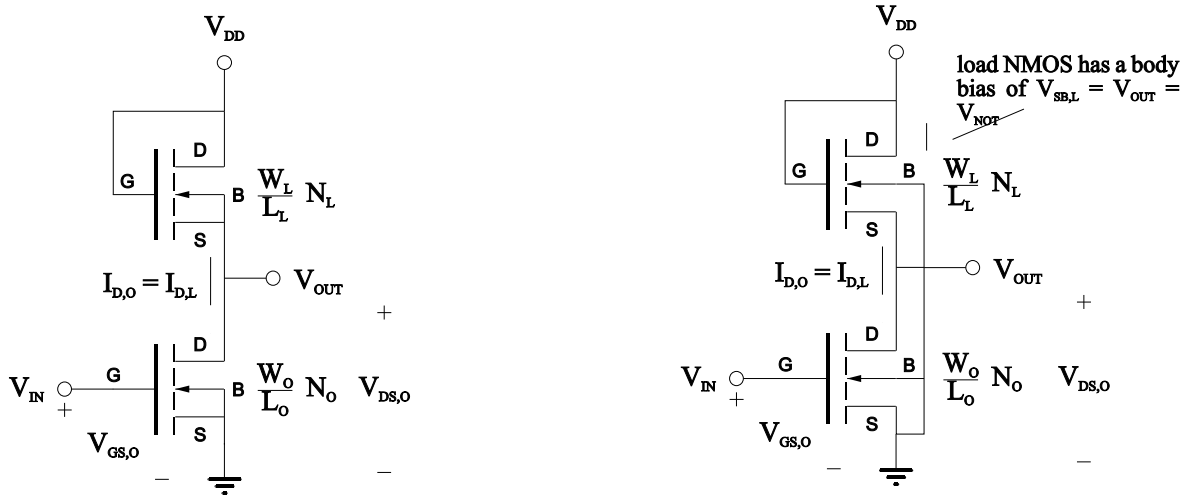 V_DD
D
G
B
W_L
L_L
N_L
S
I_D,O = I_D,L
V_OUT
+
D
V_IN
G
B
W_O
L_O
N_O
V_DS,O
+
S
V_GS,O
−
−
V_DD
load NMOS has a body
bias of V_SB,L = V_OUT =
V_NOT
D
G
B
W_L
L_L
N_L
S
I_D,O = I_D,L
V_OUT
+
D
V_IN
G
B
W_O
L_O
N_O
V_DS,O
+
S
V_GS,O
−
−